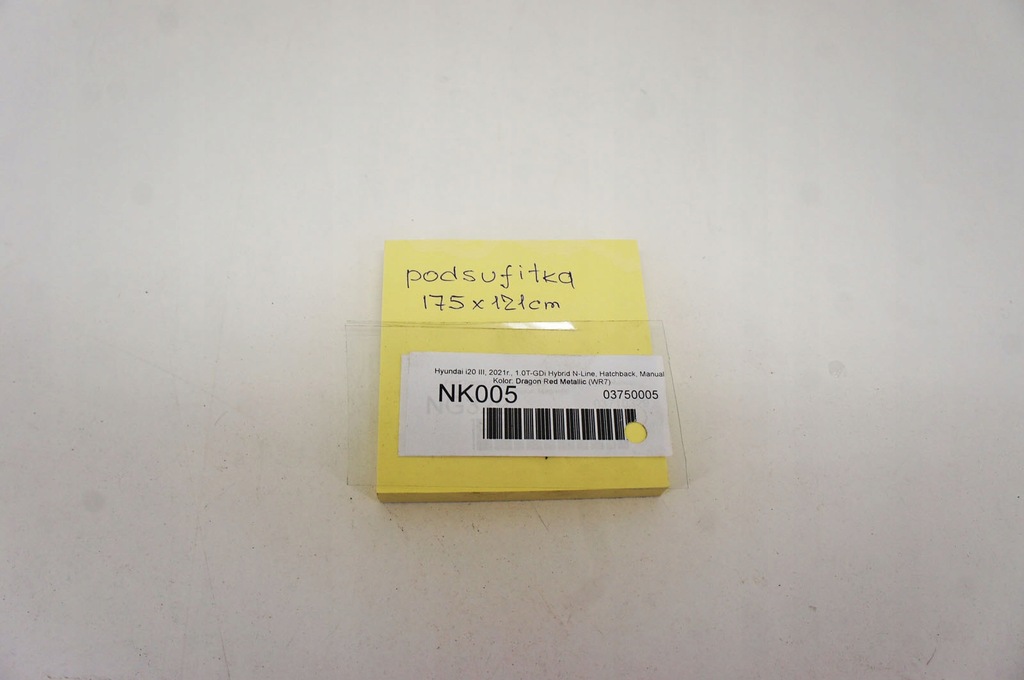 podsufitka
175 x 121cm
Hyundai i20 III, 2021r., 1.0T-GDi Hybrid N-Line, Hatchback, Manual
Kolor: Dragon Red Metallic (WR7)
NK005 03750005